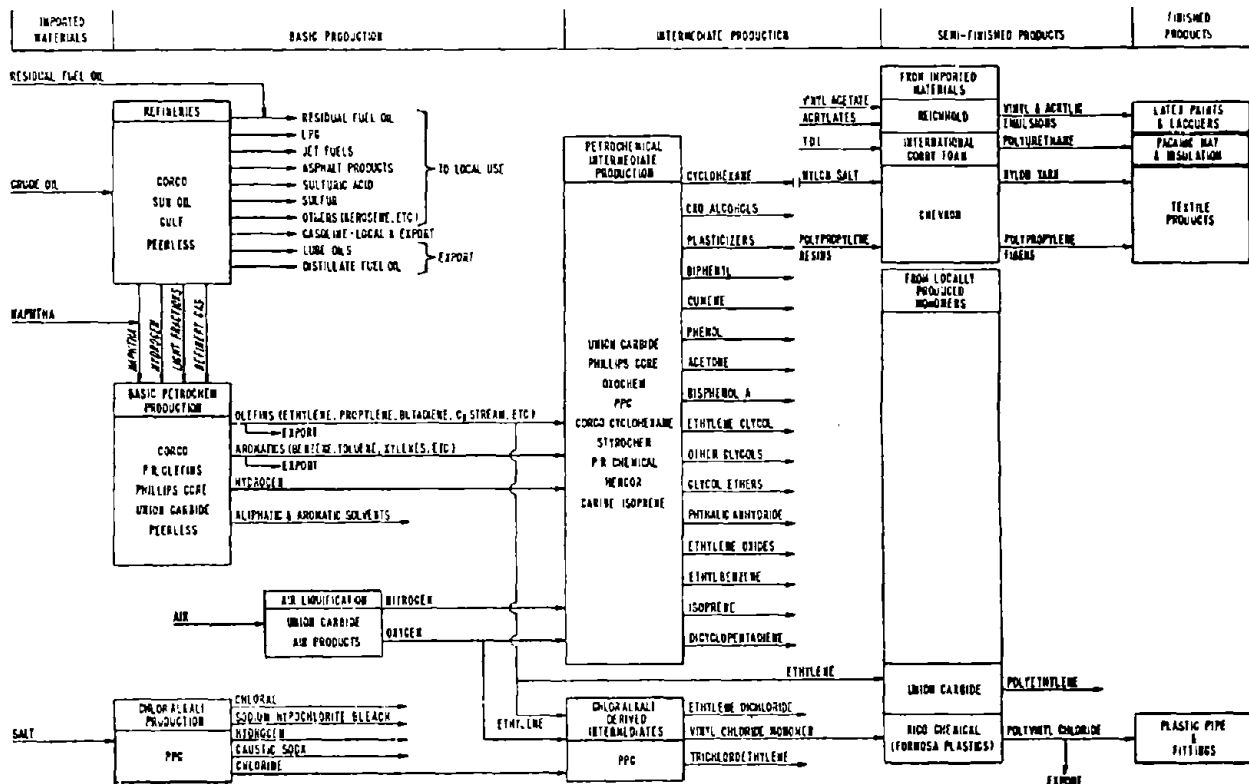 IMPORTED
MATERIALS
BASIC PRODUCTION
INTERMEDIATE PRODUCTION
SEMI-FINISHED PRODUCTS
FINISHED
PRODUCTS
RESIDUAL FUEL OIL
REFINERIES
CORCO
SUN OIL
GULF
PEERLESS
CRUDE OIL
RESIDUAL FUEL OIL
LPG
JET FUELS
ASPHALT PRODUCTS
SULFURIC ACID
SULFUR
OTHERS (KEROSENE, ETC)
GASOLINE-LOCAL & EXPORT
LUBE OILS
DISTILLATE FUEL OIL
TO LOCAL USE
EXPORT
NAPHTHA
NAPHTHA
HYDROGEN
LIGHT FRACTIONS
REFINERY GAS
BASIC PETROCHEM
PRODUCTION
CORCO
P.R. OLEFINS
PHILLIPS CORE
UNION CARBIDE
PEERLESS
OLEFINS (ETHYLENE, PROPYLENE, BUTADIENE, C STREAM, ETC)
EXPORT
AROMATICS (BENZENE, TOLUENE, XYLENES, ETC)
EXPORT
HYDROGEN
ALIPHATIC & AROMATIC SOLVENTS
AIR
AIR LIQUIFICATION
UNION CARBIDE
AIR PRODUCTS
NITROGEN
OXYGEN
SALT
CHLORALKALI
PRODUCTION
PPG
CHLORAL
SODIUM HYPOCHLORITE BLEACH
HYDROGEN
CAUSTIC SODA
CHLORIDE
PETROCHEMICAL
INTERMEDIATE
PRODUCTION
UNION CARBIDE
PHILLIPS CORE
OXOCHEM
PPG
CORCO CYCLOHEXANE
STYROCHEM
P.R. CHEMICAL
HERCOR
CARIBE ISOPRENE
CYCLOHEXANE
OXO ALCOHOLS
PLASTICIZERS
BIPHENYL
CUMENE
PHENOL
ACETONE
BISPHENOL A
ETHYLENE GLYCOL
OTHER GLYCOLS
GLYCOL ETHERS
PHTHALIC ANHYDRIDE
ETHYLENE OXIDES
ETHYLBENZENE
ISOPRENE
DICYCLOPENTADIENE
ETHYLENE
ETHYLENE
CHLORALKALI
DERIVED
INTERMEDIATES
PPG
ETHYLENE DICHLORIDE
VINYL CHLORIDE MONOMER
TRICHLOROETHYLENE
VINYL ACETATE
ACRYLATES
TDI
NYLON SALT
POLYPROPYLENE
RESINS
FROM IMPORTED
MATERIALS
REICHHOLD
INTERNATIONAL
COBBY FOAM
CHEVRON
FROM LOCALLY
PRODUCED
MONOMERS
UNION CARBIDE
RICO CHEMICAL
(FORMOSA PLASTICS)
VINYL & ACRYLIC
EMULSIONS
POLYURETHANE
NYLON YARN
POLYPROPYLENE
FIBERS
POLYETHYLENE
POLYVINYL CHLORIDE
EXPORT
LATEX PAINTS
& LACQUERS
& INSULATION
TEXTILE
PRODUCTS
PLASTIC PIPE
&
FITTINGS